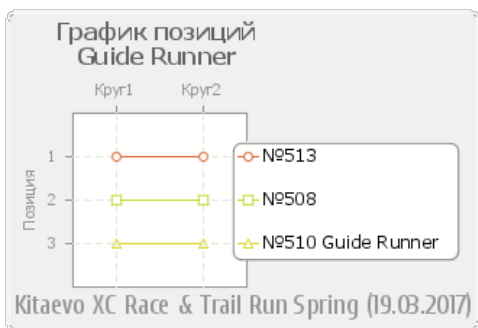 График позиций
Guide Runner
Круг1 Круг2
Позиция
1
2
3
№513
№508
№510 Guide Runner
Kitaevo XC Race & Trail Run Spring (19.03.2017)